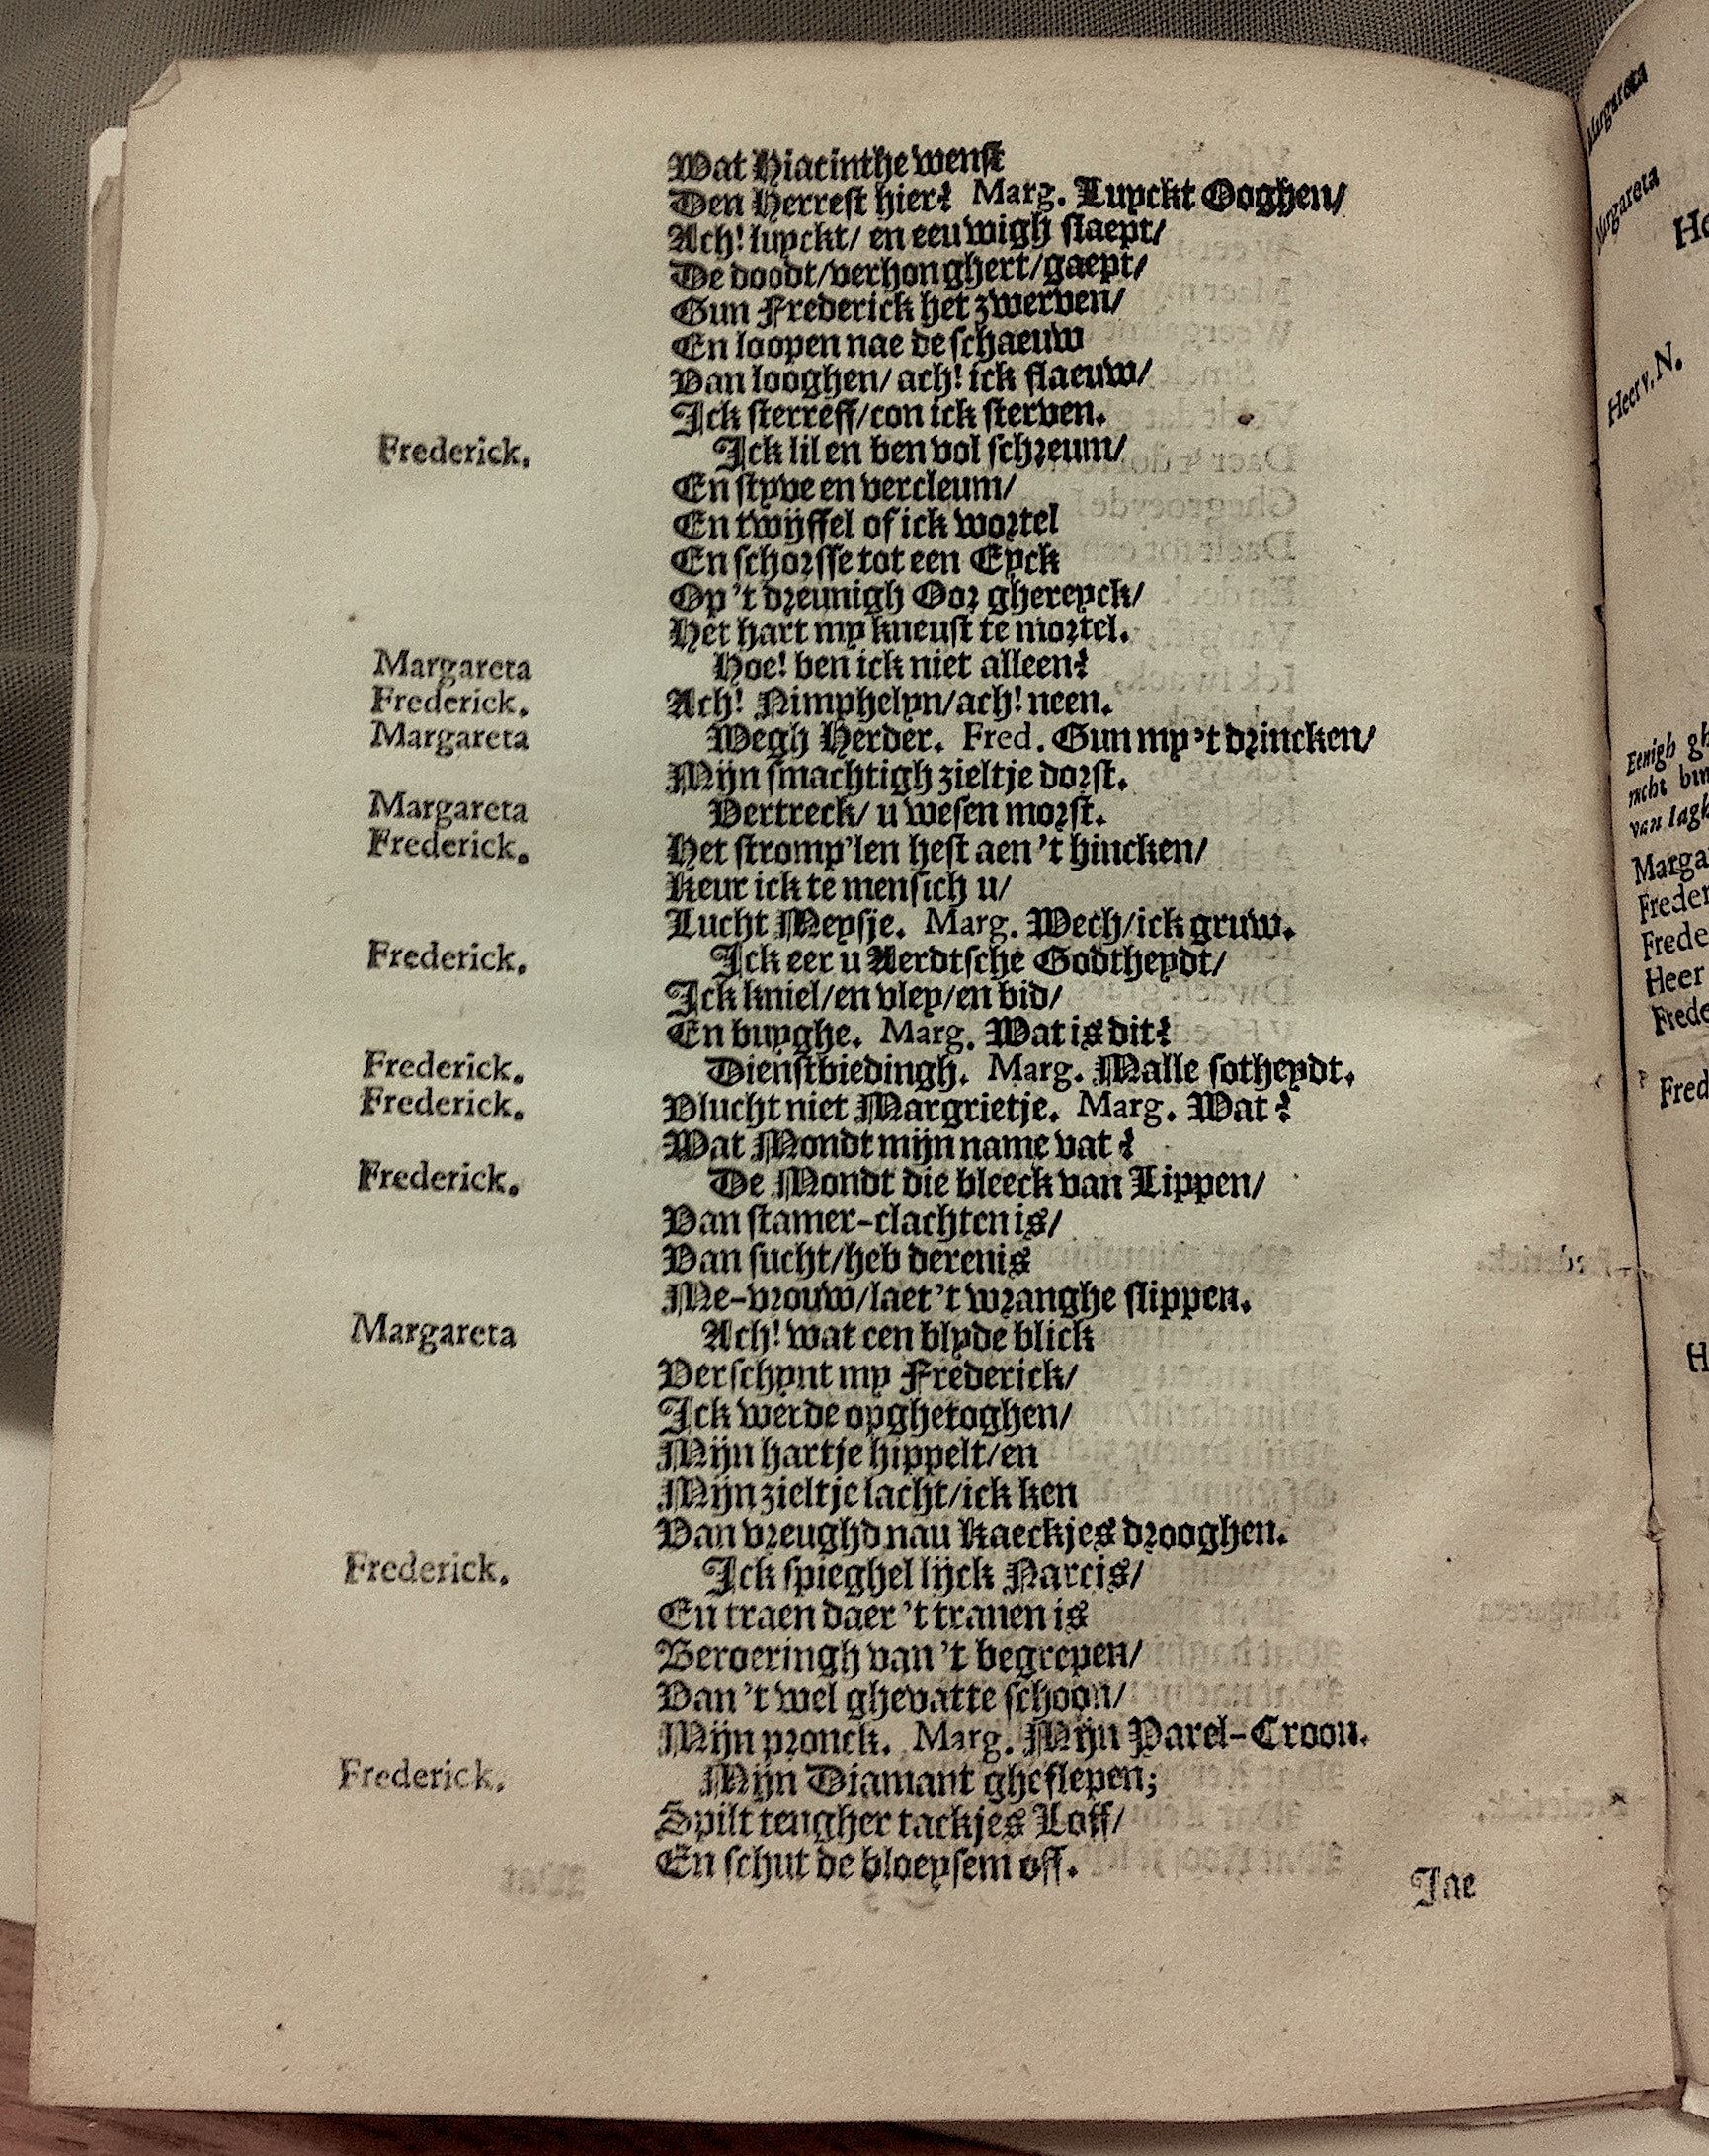 Wat Hiacinthe wenst
Den Herrest hier? Marg. Luyckt Ooghen/
Ach! luyckt/ en eeuwigh slaept/
De doodt/verhonghert/gaept/
Gun Frederick het zwerven/
En loopen nae de schaeuw
Van looghen/ ach! ick flaeuw/
Ick sterreff/con ick sterven.
Frederick. Ick lil en ben vol schreum/
En styve en vercleum/
En twijffel of ick wortel
En schorsse tot een Eyck
Op 't dreunigh Oor ghereyck/
Het hart my kneust te mortel.
Margareta Hoe! ben ick niet alleen?
Frederick. Ach! Nimphelyn/ach! neen.
Margareta Wegh Herder. Fred. Gun my 't drincken/
Mijn smachtigh zieltje dorst.
Margareta Vertreck/ u wesen morst.
Frederick. Het stromp'len hest aen 't hincken/
Keur ick te mensich u/
Lucht Meysje. Marg. Wech/ick gruw.
Frederick. Ick eer u Aerdtsche Godtheydt/
Ick kniel/en vley/en bid/
En buyghe. Marg. Wat is dit?
Frederick. Dienstbiedingh. Marg. Malle sotheydt.
Frederick. Vlucht niet Margrietje. Marg. Wat?
Wat Mondt mijn name vat?
Frederick. De Mondt die bleeck van Lippen/
Van stamer-clachten is/
Van sucht/heb derenis
Me-vrouw/laet 't wranghe slippen.
Margareta Ach! wat een blyde blick
Verschynt my Frederick/
Ick werde opghetoghen/
Mijn hartje hippelt/en
Mijn zieltje lacht/ick ken
Van vreughd nau Kaeckjes drooghen.
Frederick. Ick spieghel lijck Narcis/
En traen daer 't tranen is
Beroeringh van 't begrepen/
Van 't wel ghevatte schoon/
Mijn pronck. Marg. Mijn Parel-Croon.
Frederick. Mijn Diamant gheslepen;
Spilt tengher tackjes Loff/
En schut de bloeysem off.
Jae
Margareta
Margareta
Heer v. N.